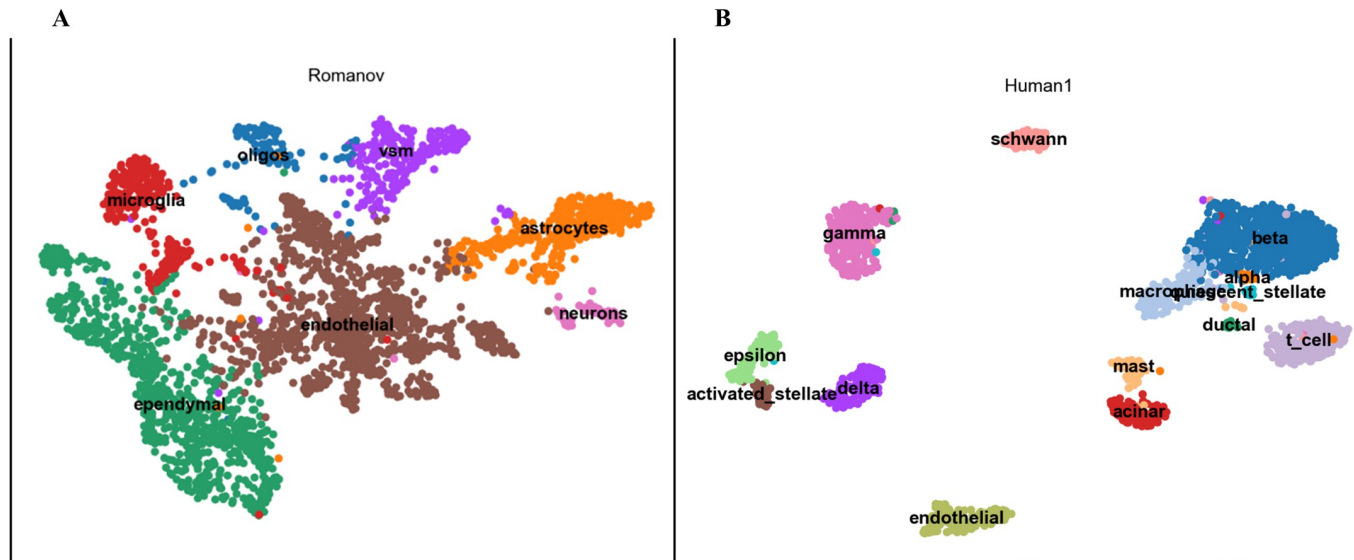 A
B
Romanov
Human1
oligos
vsm
microglia
astrocytes
endothelial
neurons
ependymal
schwann
gamma
beta
alpha
macrophage
quiescent_stellate
ductal
t_cell
epsilon
mast
activated_stellate
delta
acinar
endothelial